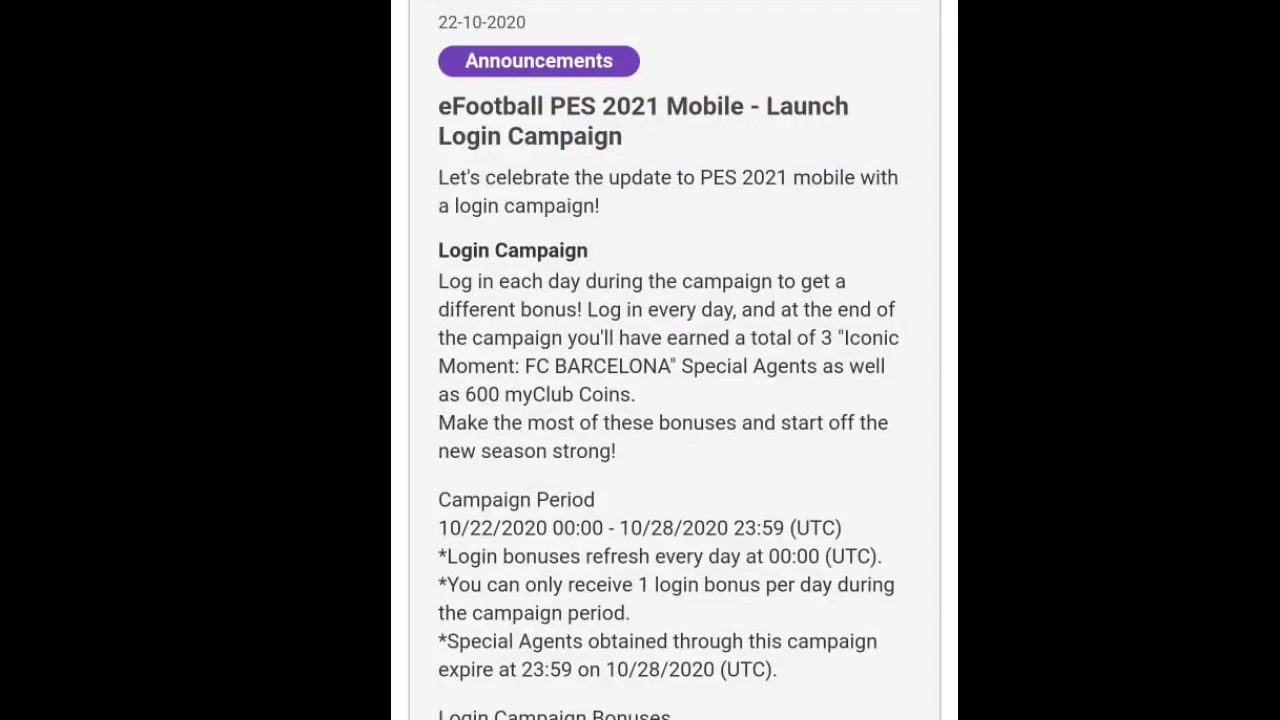 22-10-2020
Announcements
eFootball PES 2021 Mobile - Launch
Login Campaign
Let's celebrate the update to PES 2021 mobile with
a login campaign!
Login Campaign
Log in each day during the campaign to get a
different bonus! Log in every day, and at the end of
the campaign you'll have earned a total of 3 "Iconic
Moment: FC BARCELONA" Special Agents as well
as 600 myClub Coins.
Make the most of these bonuses and start off the
new season strong!
Campaign Period
10/22/2020 00:00 - 10/28/2020 23:59 (UTC)
*Login bonuses refresh every day at 00:00 (UTC).
*You can only receive 1 login bonus per day during
the campaign period.
*Special Agents obtained through this campaign
expire at 23:59 on 10/28/2020 (UTC).
Login Campaign Bonuses